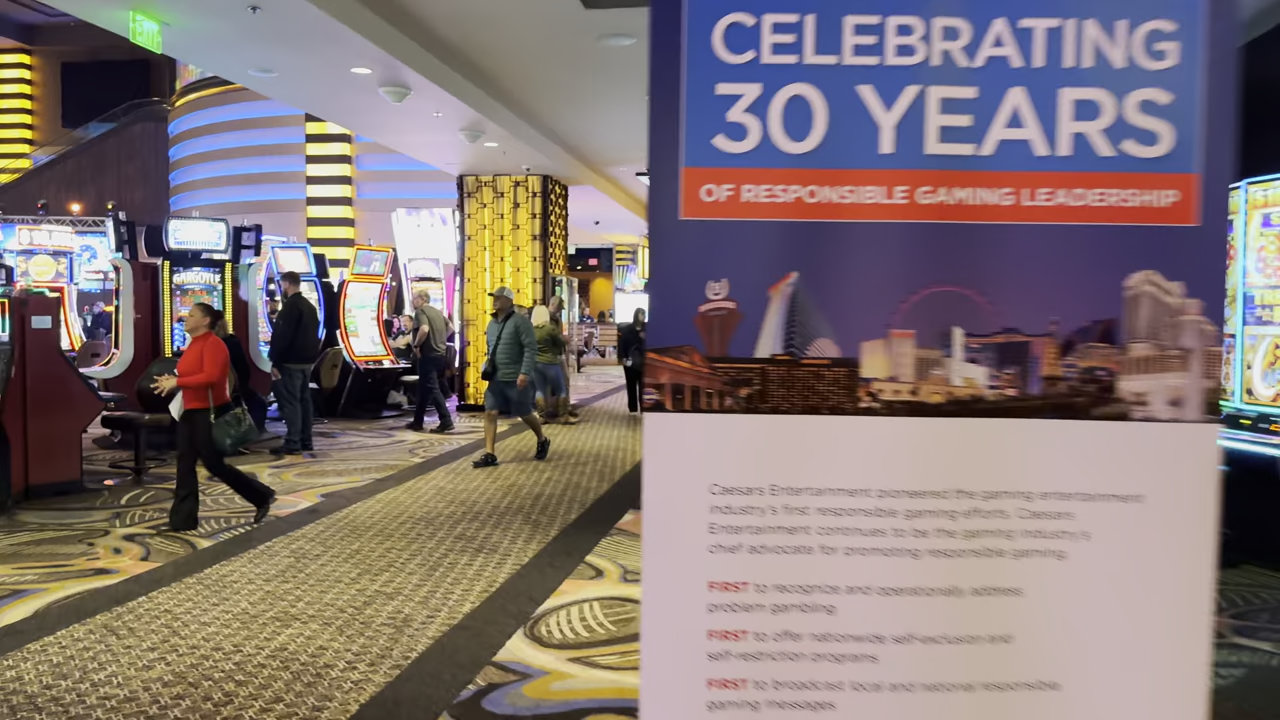 EXIT
GARGOYLE
CELEBRATING
30 YEARS
OF RESPONSIBLE GAMING LEADERSHIP
Caesars Entertainment pioneered the gaming entertainment
industry's first responsible gaming efforts. Caesars
Entertainment continues to be the gaming industry's
chief advocate for promoting responsible gaming.
FIRST to recognize and operationally address
problem gambling
FIRST to offer nationwide self-exclusion and
self-restriction programs
FIRST to broadcast local and national responsible
gaming messages